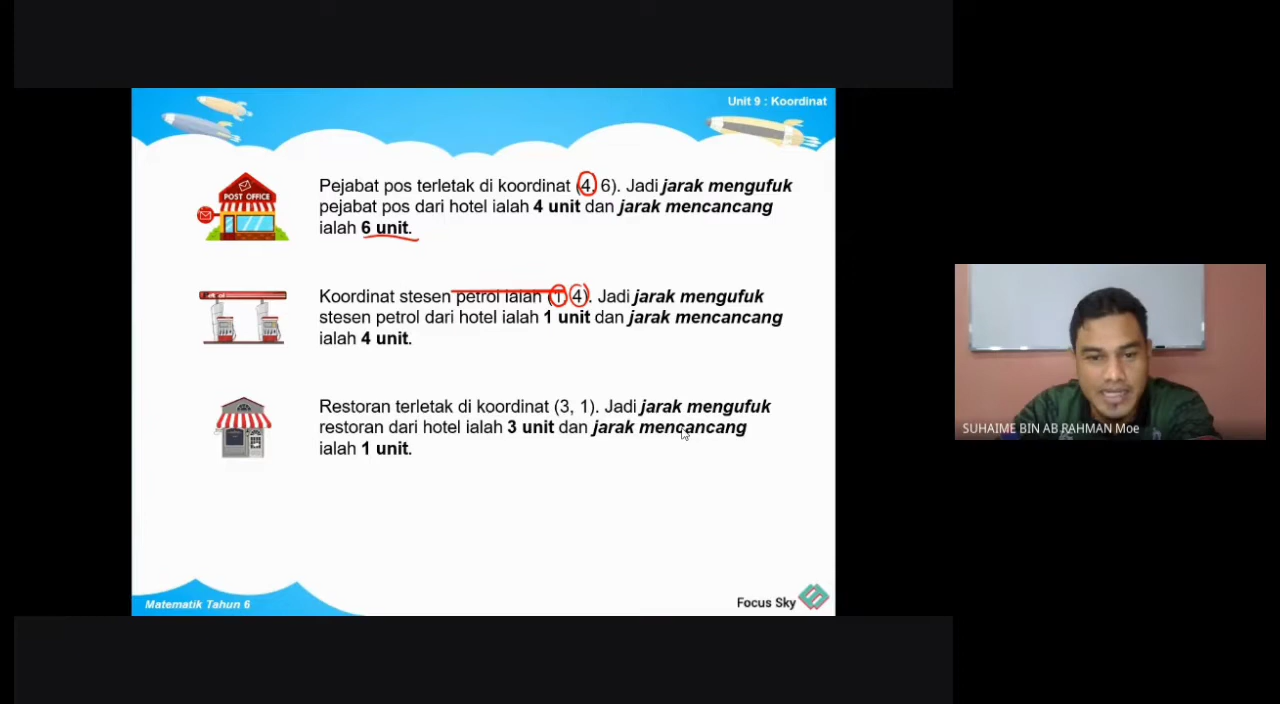 Unit 9 : Koordinat
POST OFFICE
Pejabat pos terletak di koordinat (4, 6). Jadi jarak mengufuk
pejabat pos dari hotel ialah 4 unit dan jarak mencancang
ialah 6 unit.
Koordinat stesen petrol ialah (1, 4). Jadi jarak mengufuk
stesen petrol dari hotel ialah 1 unit dan jarak mencancang
ialah 4 unit.
Restoran terletak di koordinat (3, 1). Jadi jarak mengufuk
restoran dari hotel ialah 3 unit dan jarak mencancang
ialah 1 unit.
SUHAIME BIN AB RAHMAN Moe
Matematik Tahun 6
Focus Sky